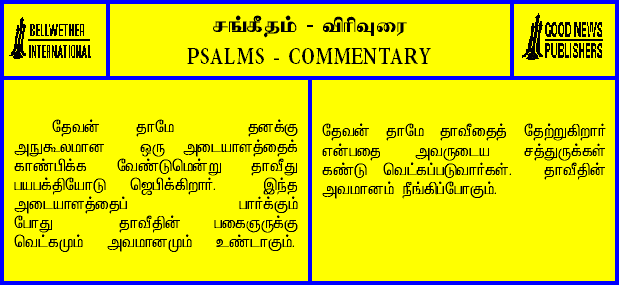 BELLWETHER
INTERNATIONAL
சங்கீதம் - விரிவுரை
PSALMS - COMMENTARY
GOOD NEWS
PUBLISHERS
தேவன் தாமே தனக்கு
அநுகூலமான ஒரு அடையாளத்தைக்
காண்பிக்க வேண்டுமென்று தாவீது
பயபக்தியோடு ஜெபிக்கிறார். இந்த
அடையாளத்தைப் பார்க்கும்
போது தாவீதின் பகைஞருக்கு
வெட்கமும் அவமானமும் உண்டாகும்.
தேவன் தாமே தாவீதைத் தேற்றுகிறார்
என்பதை அவருடைய சத்துருக்கள்
கண்டு வெட்கப்படுவார்கள். தாவீதின்
அவமானம் நீங்கிப்போகும்.